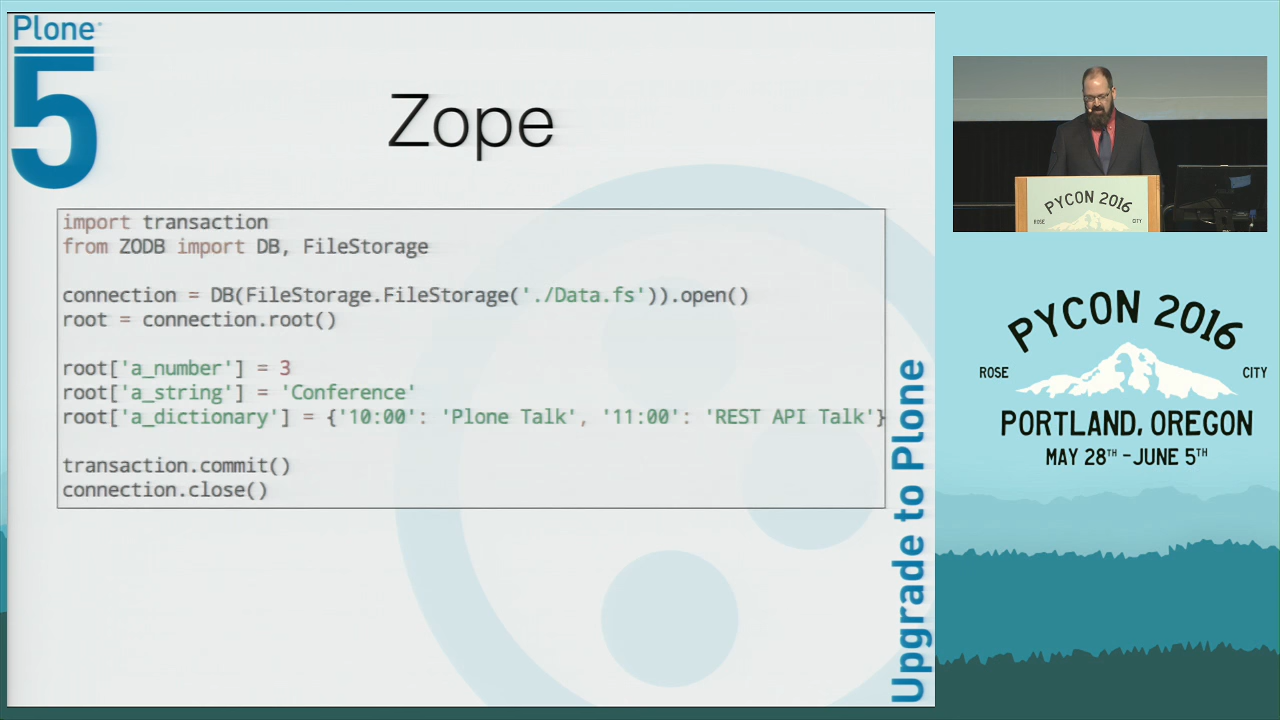 Plone
5
Zope
import transaction
from ZODB import DB, FileStorage
connection = DB(FileStorage.FileStorage('./Data.fs')).open()
root = connection.root()
root['a_number'] = 3
root['a_string'] = 'Conference'
root['a_dictionary'] = {'10:00': 'Plone Talk', '11:00': 'REST API Talk'}
transaction.commit()
connection.close()
Upgrade to Plone
PYCON 2016
ROSE CITY
PYCON 2016
ROSE CITY
PORTLAND, OREGON
MAY 28TH - JUNE 5TH